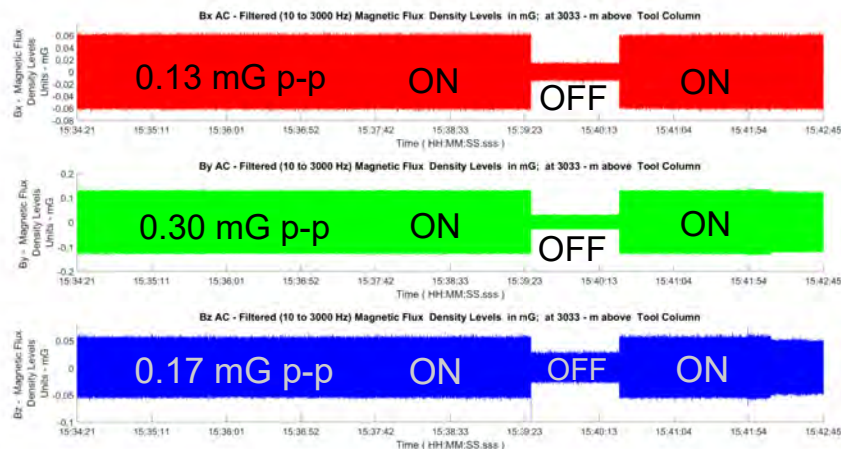 Bx AC - Filtered (10 to 3000 Hz) Magnetic Flux Density Levels in mG; at 3033 - m above Tool Column
Bx - Magnetic Flux
Density Levels
Units - mG
0.06
0.04
0.02
0
-0.02
-0.04
-0.06
-0.08
0.13 mG p-p ON OFF ON
15:34:21 15:35:11 15:36:01 15:36:52 15:37:42 15:38:33 15:39:23 15:40:13 15:41:04 15:41:54 15:42:45
Time ( HH:MM:SS.sss )
By AC - Filtered (10 to 3000 Hz) Magnetic Flux Density Levels in mG; at 3033 - m above Tool Column
By - Magnetic Flux
Density Levels
Units - mG
0.2
0.1
0
-0.1
-0.2
0.30 mG p-p ON OFF ON
15:34:21 15:35:11 15:36:01 15:36:52 15:37:42 15:38:33 15:39:23 15:40:13 15:41:04 15:41:54 15:42:45
Time ( HH:MM:SS.sss )
Bz AC - Filtered (10 to 3000 Hz) Magnetic Flux Density Levels in mG; at 3033 - m above Tool Column
Bz - Magnetic Flux
Density Levels
Units - mG
0.05
0
-0.05
-0.1
0.17 mG p-p ON OFF ON
15:34:21 15:35:11 15:36:01 15:36:52 15:37:42 15:38:33 15:39:23 15:40:13 15:41:04 15:41:54 15:42:45
Time ( HH:MM:SS.sss )